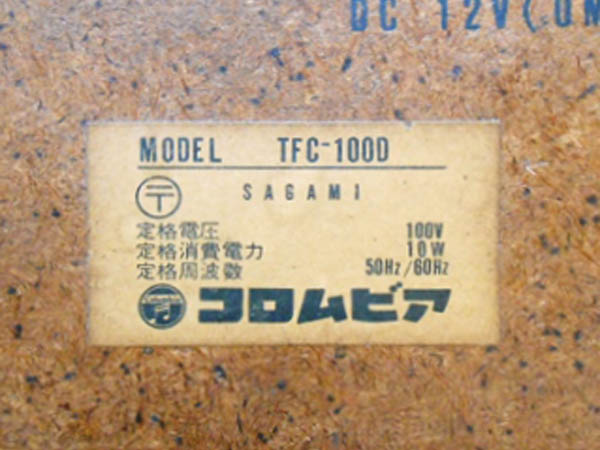 DC 12V(
MODEL TFC-100D
〒 SAGAMI
定格電圧 100V
定格消費電力 10W
定格周波数 50Hz/60Hz
コロムビア